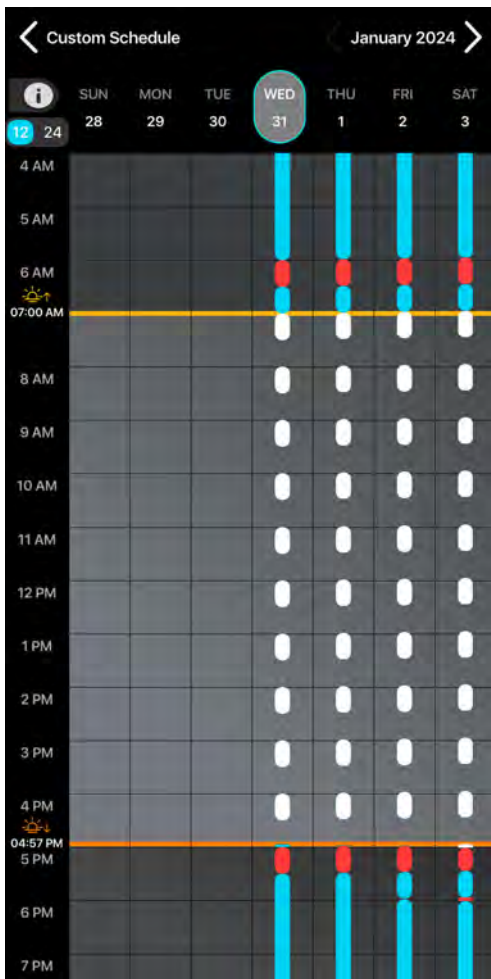 Custom Schedule
January 2024
i
SUN MON TUE WED THU FRI SAT
28 29 30 31 1 2 3
12 24
4 AM
5 AM
6 AM
07:00 AM
8 AM
9 AM
10 AM
11 AM
12 PM
1 PM
2 PM
3 PM
4 PM
04:57 PM
5 PM
6 PM
7 PM